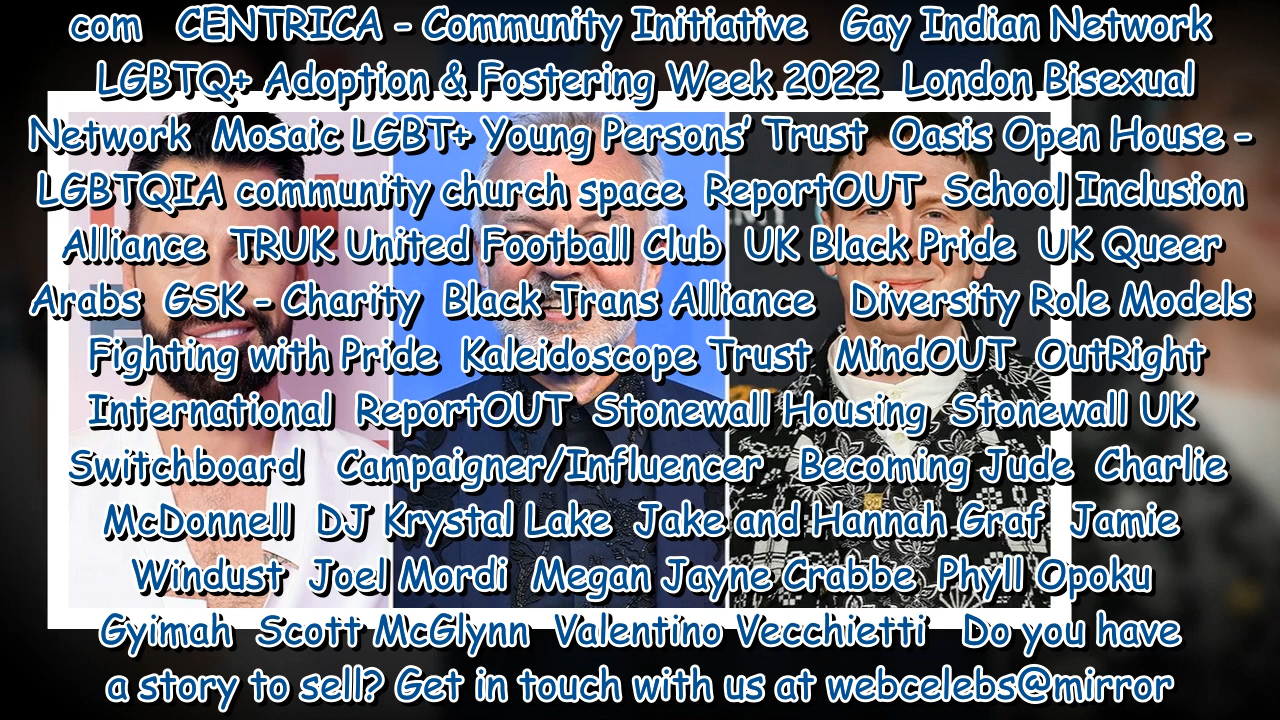 com CENTRICA – Community Initiative Gay Indian Network
LGBTQ+ Adoption & Fostering Week 2022 London Bisexual
Network Mosaic LGBT+ Young Persons’ Trust Oasis Open House –
LGBTQIA community church space ReportOUT School Inclusion
Alliance TRUK United Football Club UK Black Pride UK Queer
Arabs GSK – Charity Black Trans Alliance Diversity Role Models
Fighting with Pride Kaleidoscope Trust MindOUT OutRight
International ReportOUT Stonewall Housing Stonewall UK
Switchboard Campaigner/Influencer Becoming Jude Charlie
McDonnell DJ Krystal Lake Jake and Hannah Graf Jamie
Windust Joel Mordi Megan Jayne Crabbe Phyll Opoku
Gyimah Scott McGlynn Valentino Vecchietti Do you have
a story to sell? Get in touch with us at webcelebs@mirror